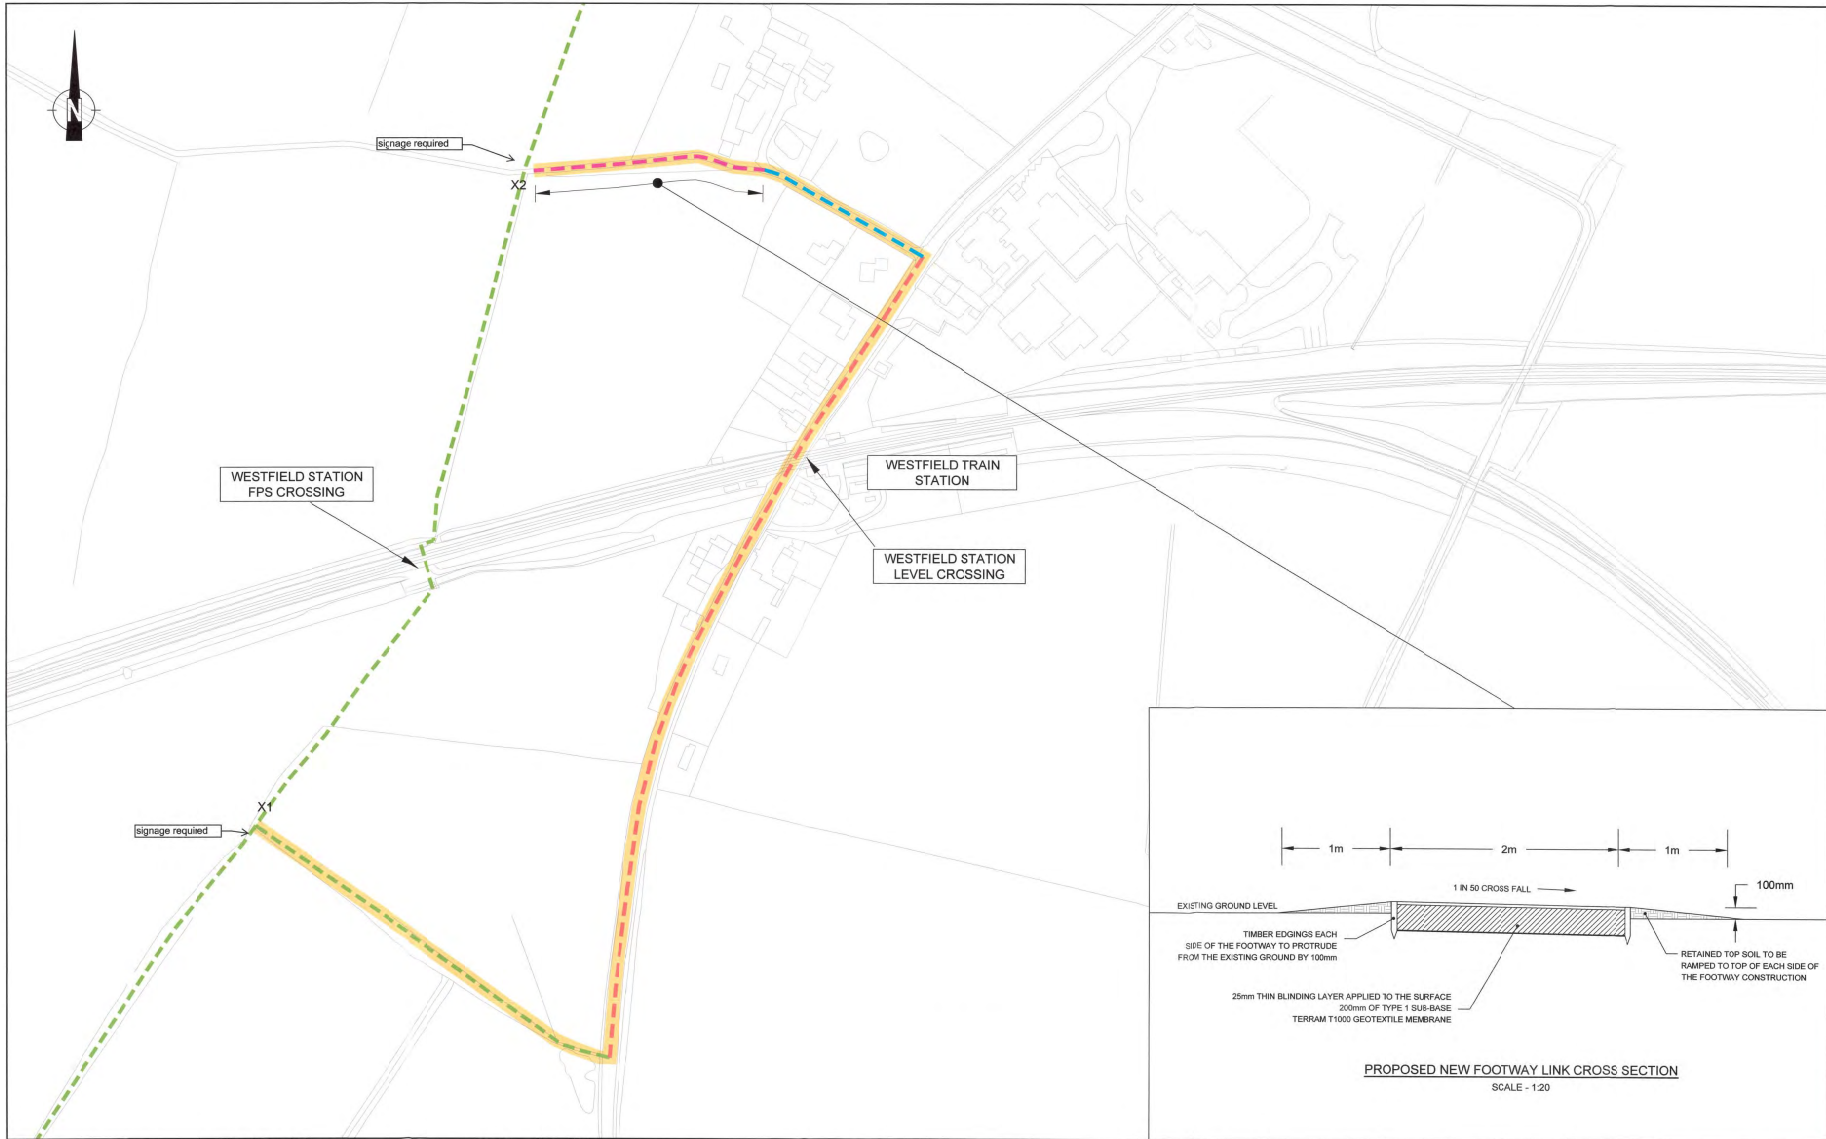 N
signage required
X2
WESTFIELD STATION
FPS CROSSING
WESTFIELD TRAIN
STATION
WESTFIELD STATION
LEVEL CROSSING
X1
signage required
1m
2m
1m
1 IN 50 CROSS FALL
100mm
EXISTING GROUND LEVEL
TIMBER EDGINGS EACH
SIDE OF THE FOOTWAY TO PROTRUDE
FROM THE EXISTING GROUND BY 100mm
RETAINED TOP SOIL TO BE
RAMPED TO TOP OF EACH SIDE OF
THE FOOTWAY CONSTRUCTION
25mm THIN BLINDING LAYER APPLIED TO THE SURFACE
200mm OF TYPE 1 SUB-BASE
TERRAM T1000 GEOTEXTILE MEMBRANE
PROPOSED NEW FOOTWAY LINK CROSS SECTION
SCALE - 1:20